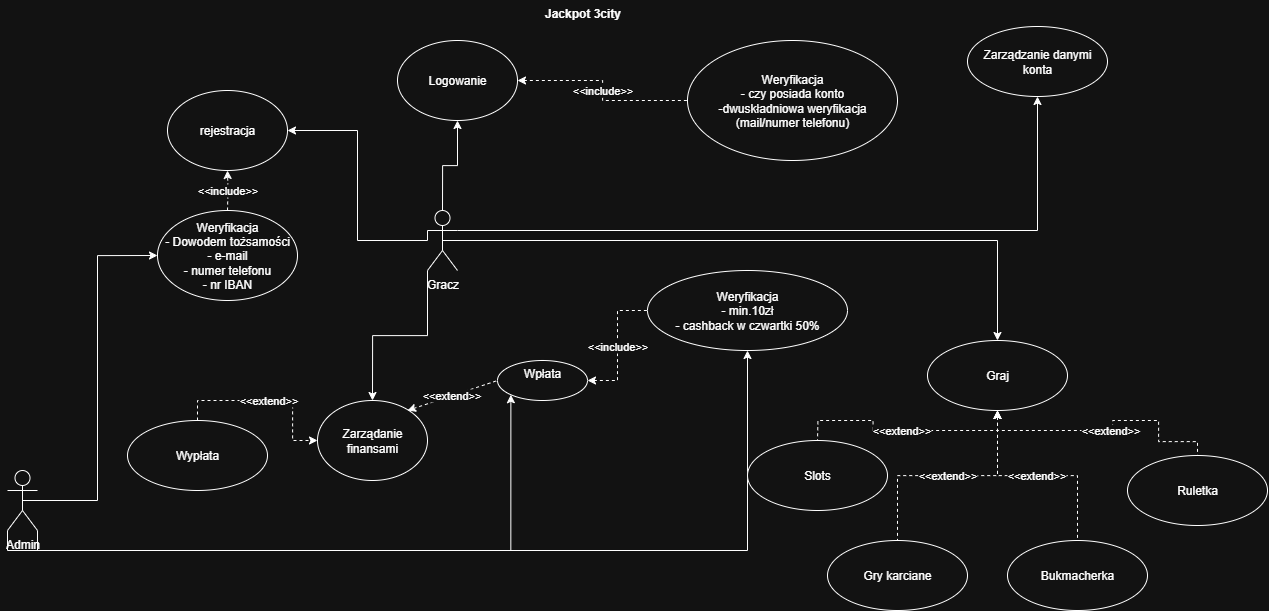 Jackpot 3city
Logowanie
<<include>>
Weryfikacja
- czy posiada konto
-dwuskładniowa weryfikacja
(mail/numer telefonu)
Zarządzanie danymi
konta
rejestracja
<<include>>
Weryfikacja
- Dowodem tożsamości
- e-mail
- numer telefonu
- nr IBAN
Gracz
Weryfikacja
- min.10zł
- cashback w czwartki 50%
<<include>>
Wpłata
<<extend>>
Graj
<<extend>>
Zarządanie
finansami
Wypłata
<<extend>>
<<extend>>
Slots
<<extend>>
<<extend>>
Ruletka
Admin
Gry karciane
Bukmacherka